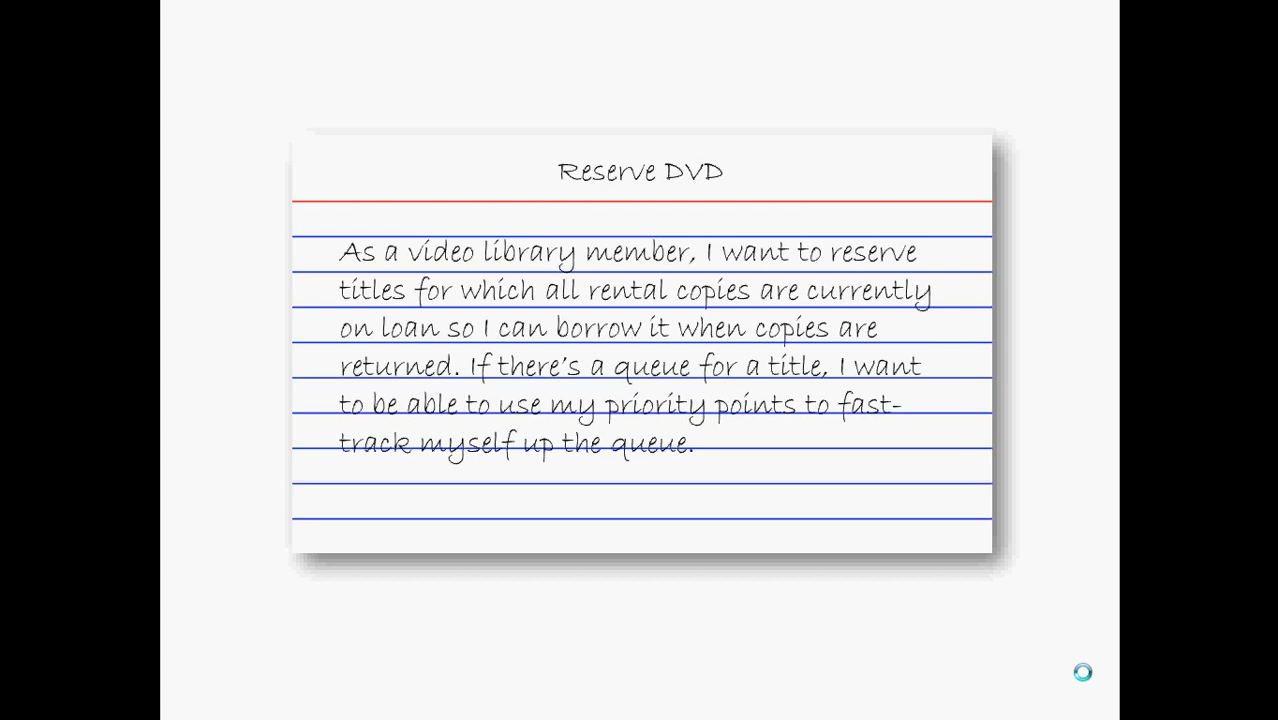 Reserve DVD
As a video library member, I want to reserve
titles for which all rental copies are currently
on loan so I can borrow it when copies are
returned. If there's a queue for a title, I want
to be able to use my priority points to fast-
track myself up the queue.